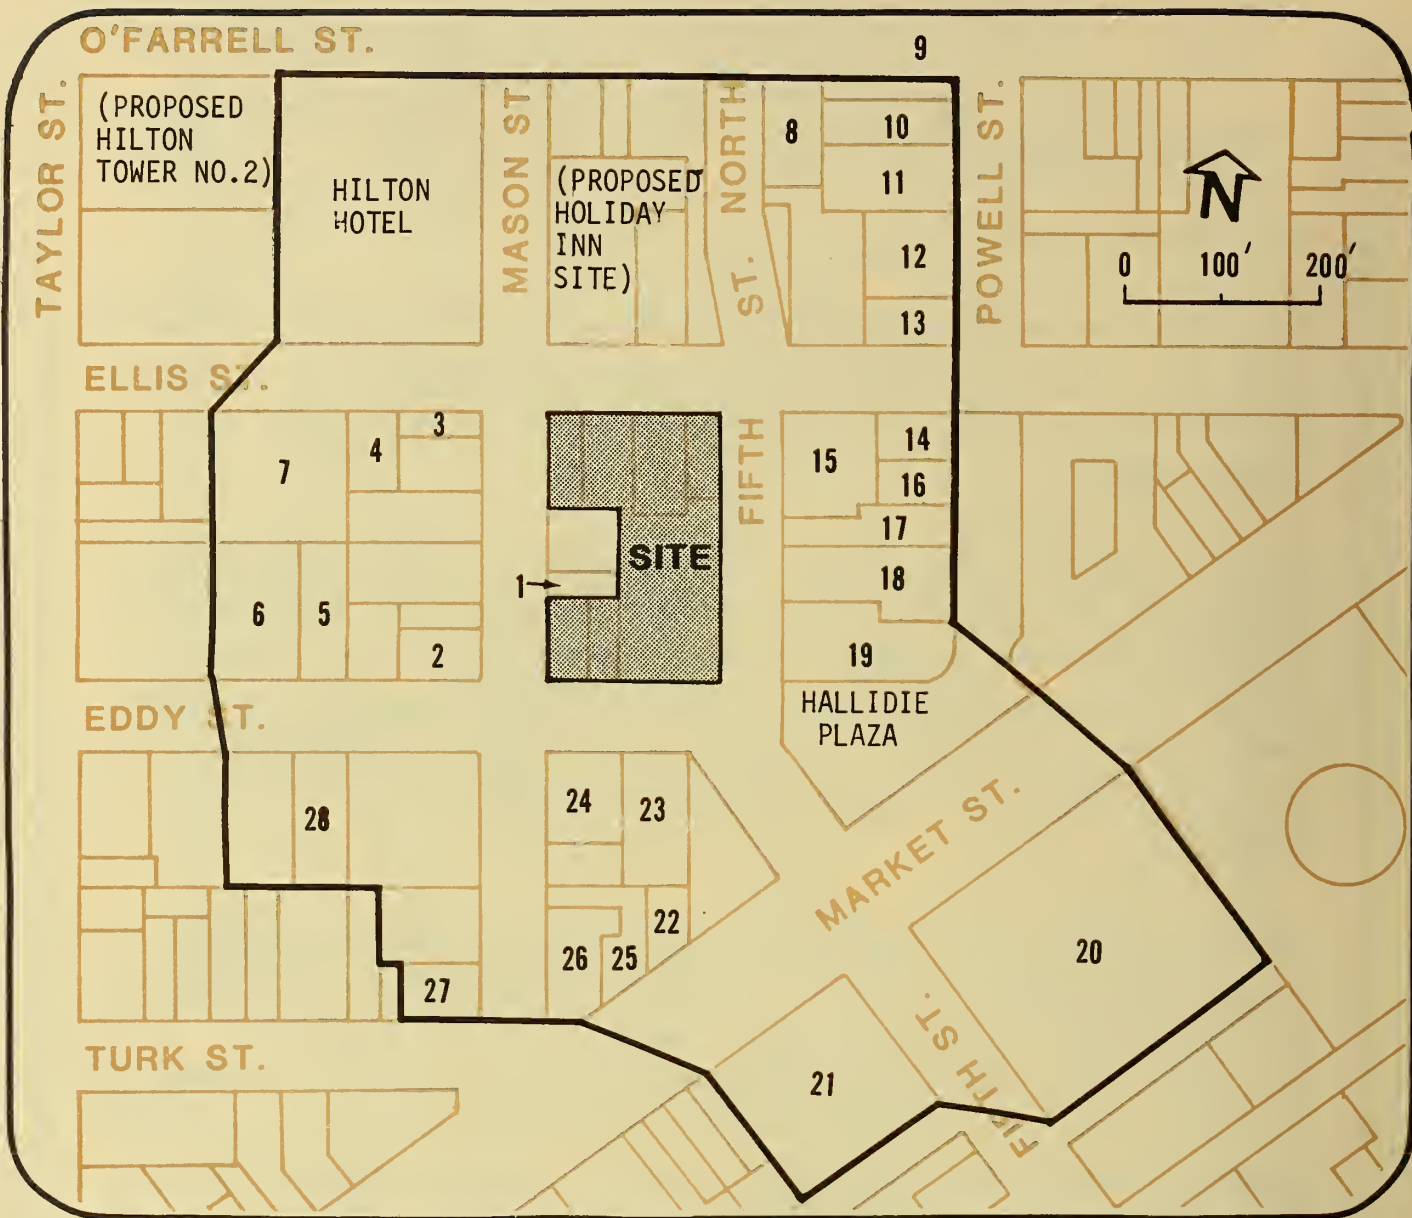 O'FARRELL ST.
9
TAYLOR ST.
(PROPOSED
HILTON
TOWER NO.2)
HILTON
HOTEL
MASON ST.
(PROPOSED
HOLIDAY
INN
SITE)
FIFTH ST. NORTH
8
10
11
12
13
POWELL ST.
N
0 100' 200'
ELLIS ST.
3
4
7
6
5
2
1
SITE
14
15
16
17
18
19
HALLIDIE
PLAZA
EDDY ST.
28
24
23
22
26
25
27
MARKET ST.
20
21
FIFTH ST.
TURK ST.